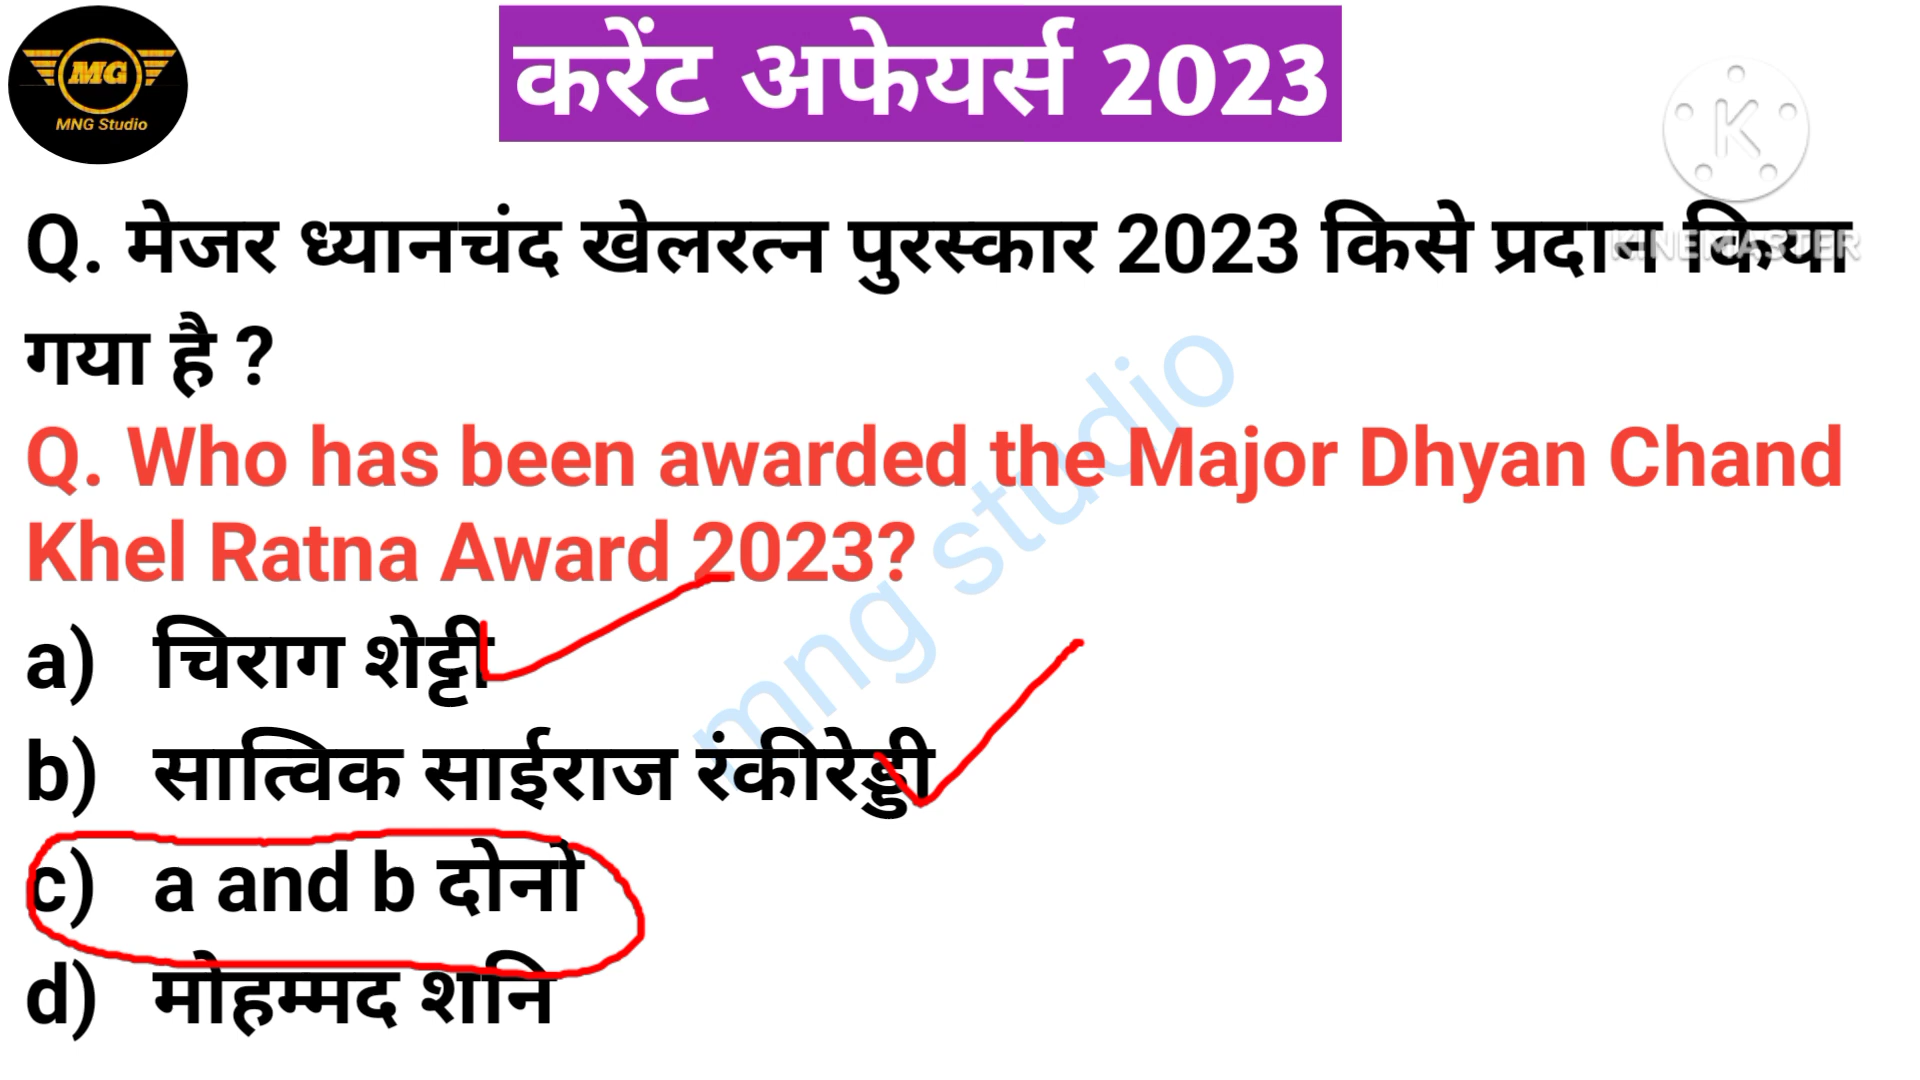 MG
MNG Studio
करेंट अफेयर्स 2023
K
KINEMASTER
Q. मेजर ध्यानचंद खेलरत्न पुरस्कार 2023 किसे प्रदान किया
गया है ?
Q. Who has been awarded the Major Dhyan Chand
Khel Ratna Award 2023?
a) चिराग शेट्टी
b) सात्विक साईराज रंकीरेड्डी
c) a and b दोनो
d) मोहम्मद शनि
mng studio